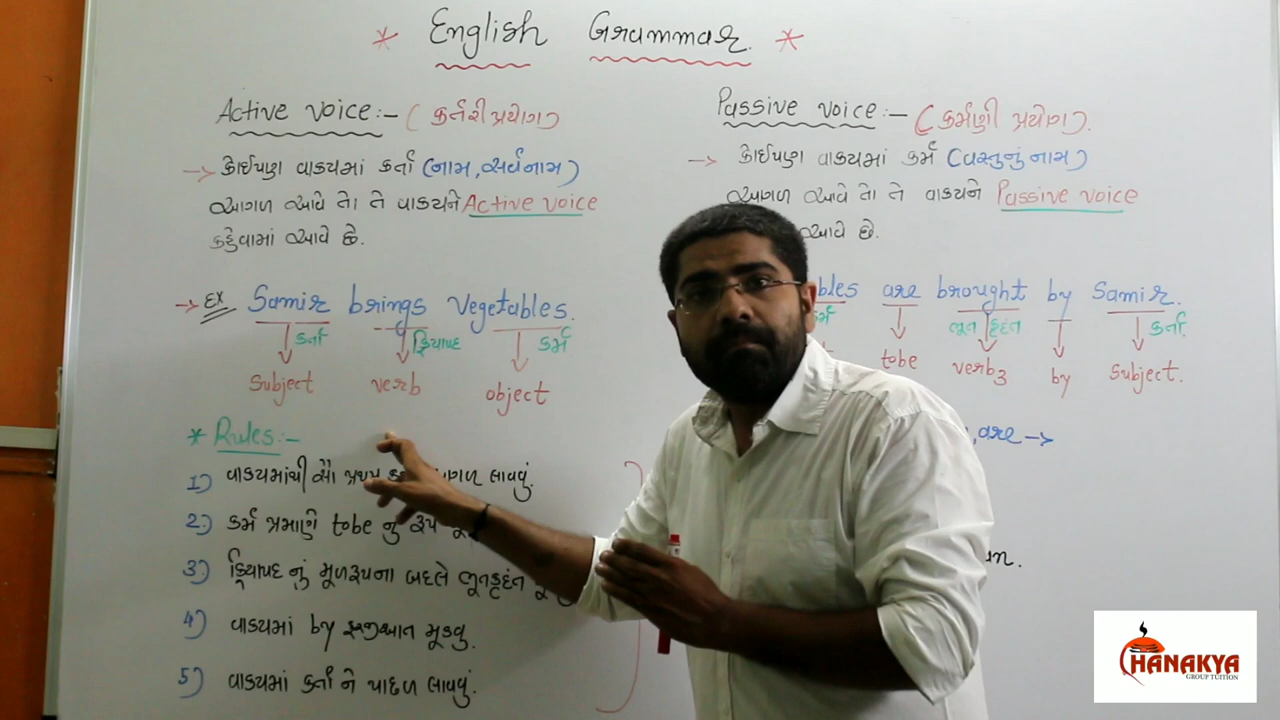 * English Grammar. *
Active voice:- (કર્તરી પ્રયોગ)
→ કોઈપણ વાક્યમાં કર્તા (નામ, સર્વનામ)
આગળ આવે તો તે વાક્યને Active voice
કહેવામાં આવે છે.
→ Ex Samir brings vegetables.
કર્તા ક્રિયાપદ કર્મ
subject verb object
* Rules:-
1) વાક્યમાંથી સૌ પ્રથમ લાવવું.
2) કર્મ પ્રમાણે tobe નું રૂપ
3) ક્રિયાપદ નું મૂળરૂપના બદલે ભૂતકૃદંત
4) વાક્યમાં by ફરજીયાત મૂકવુ.
5) વાક્યમાં કર્તા ને પાછળ લાવવું.
Passive voice:- (કર્મણી પ્રયોગ).
→ કોઈપણ વાક્યમાં કર્મ (વસ્તુનું નામ)
આગળ આવે તો તે વાક્યને Passive voice
આવે છે.
are brought by Samir.
કર્મ ભૂત કૃદંત કર્તા
tobe verb3 by subject.
, are →
CHANAKYA
GROUP TUITION